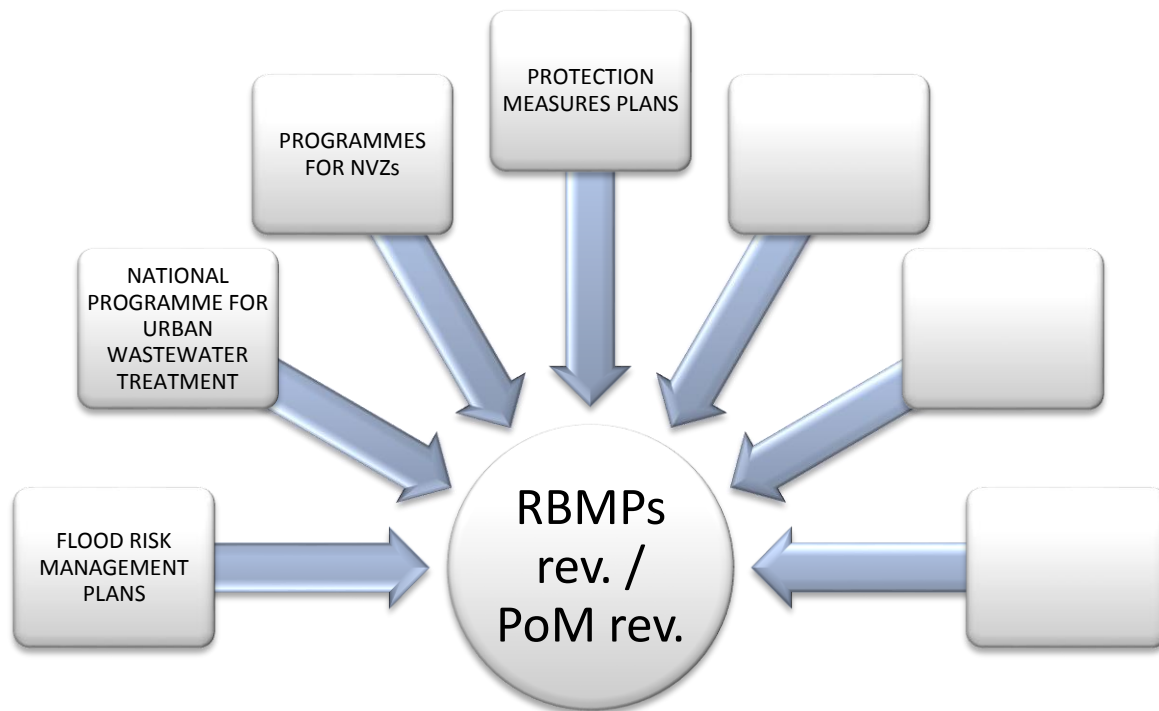 PROTECTION
MEASURES PLANS
PROGRAMMES
FOR NVZs
NATIONAL
PROGRAMME FOR
URBAN
WASTEWATER
TREATMENT
FLOOD RISK
MANAGEMENT
PLANS
RBMPs
rev. /
PoM rev.